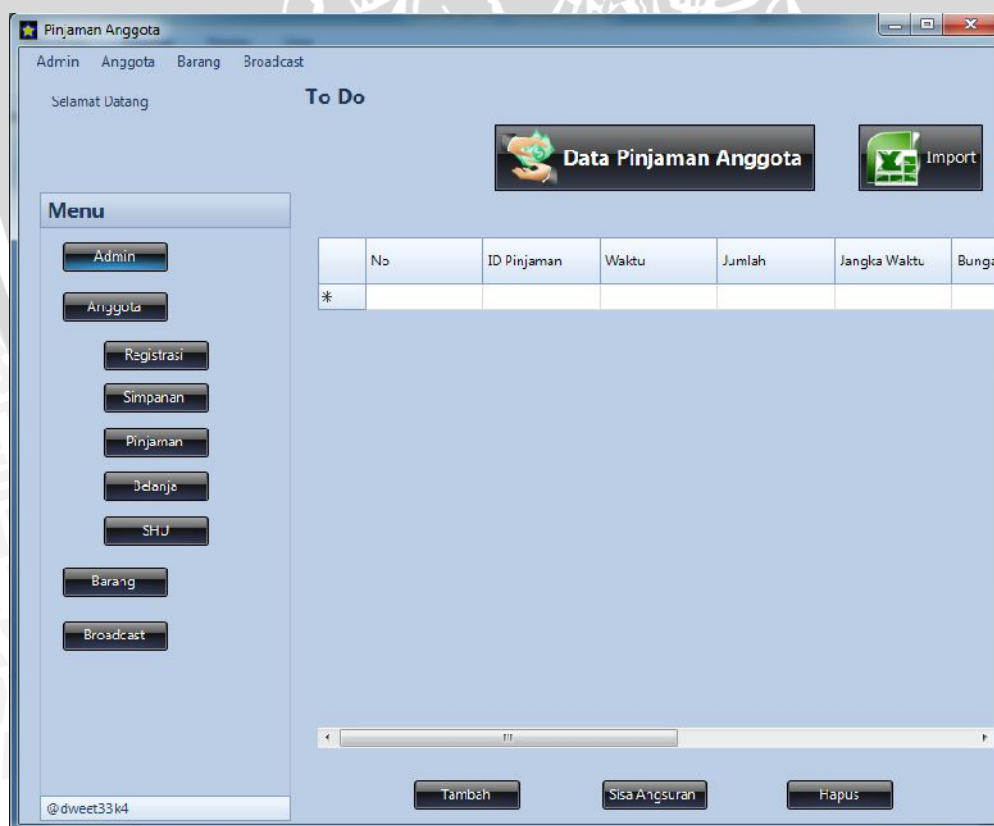 Pinjaman Anggota
Admin Anggota Barang Broadcast
Selamat Datang
To Do
Data Pinjaman Anggota
Import
Menu
Admin
Anggota
Registrasi
Simpanan
Pinjaman
Belanja
SHU
Barang
Broadcast
No ID Pinjaman Waktu Jumlah Jangka Waktu Bunga
*
Tambah Sisa Angsuran Hapus
@dweet33k4